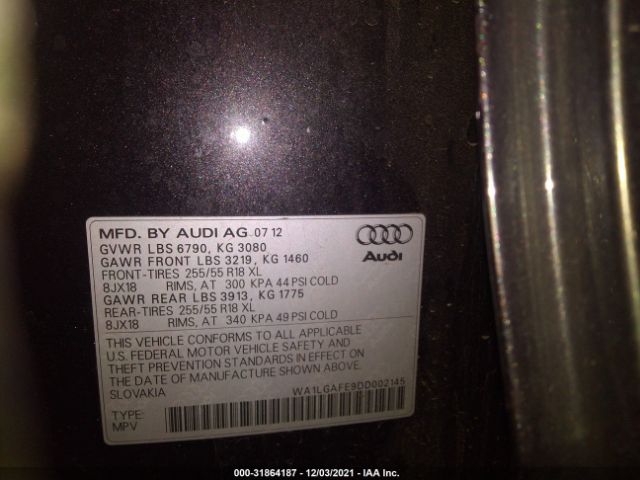 MFD. BY AUDI AG 07 12
GVWR LBS 6790, KG 3080
GAWR FRONT LBS 3219, KG 1460
FRONT-TIRES 255/55 R18 XL
8JX18 RIMS, AT 300 KPA 44 PSI COLD
GAWR REAR LBS 3913, KG 1775
REAR-TIRES 255/55 R18 XL
8JX18 RIMS, AT 340 KPA 49 PSI COLD
Audi
THIS VEHICLE CONFORMS TO ALL APPLICABLE
U.S. FEDERAL MOTOR VEHICLE SAFETY AND
THEFT PREVENTION STANDARDS IN EFFECT ON
THE DATE OF MANUFACTURE SHOWN ABOVE.
SLOVAKIA WA1LGAFE9DD002145
TYPE:
MPV
000-31864187 - 12/03/2021 - IAA Inc.